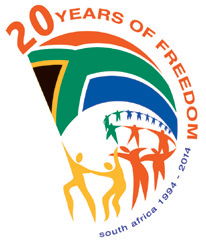 20 YEARS OF FREEDOM
south africa 1994 - 2014